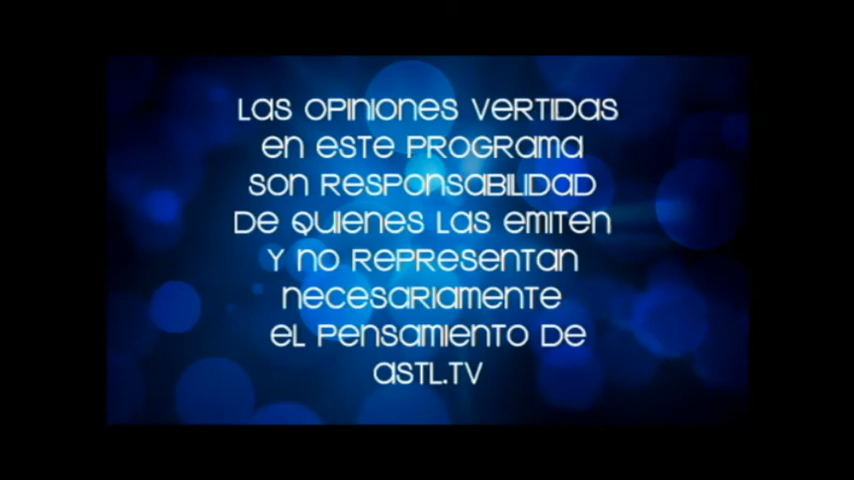 Las opiniones vertidas
en este programa
son responsabilidad
de quienes las emiten
y no representan
necesariamente
el pensamiento de
ASTL.TV